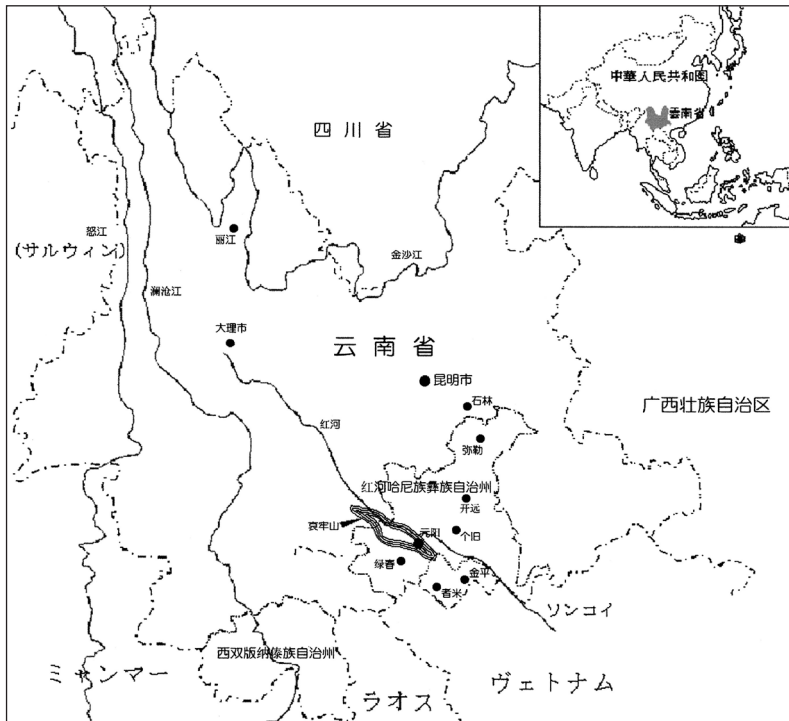 中華人民共和国
雲南省
四川省
怒江
(サルウィン)
丽江
金沙江
澜沧江
大理市
云南省
昆明市
石林
广西壮族自治区
红河
弥勒
红河哈尼族彝族自治州
开远
哀牢山
元阳
个旧
绿春
金平
者米
ソンコイ
西双版纳傣族自治州
ミャンマー
ラオス
ヴェトナム